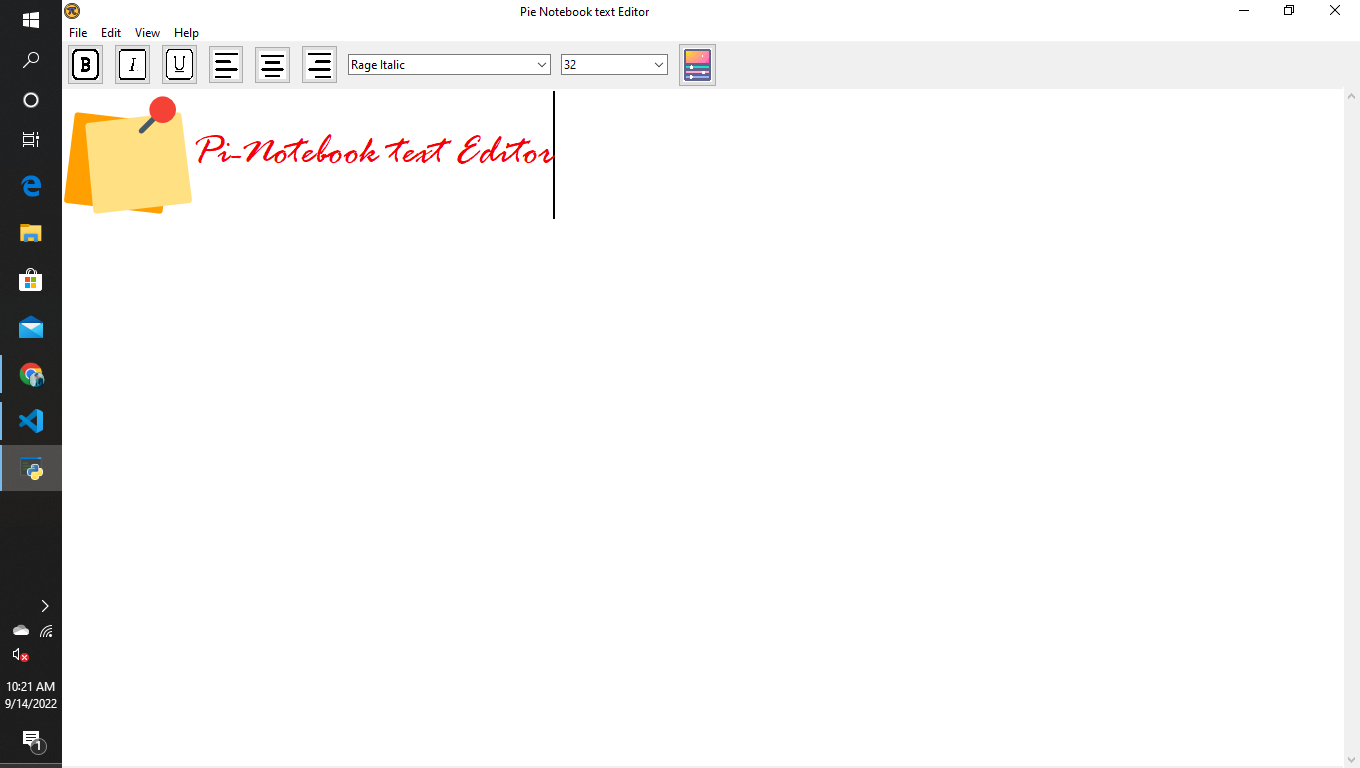 Pie Notebook text Editor
File Edit View Help
B I U Rage Italic 32
Pi-Notebook text Editor
10:21 AM
9/14/2022
1